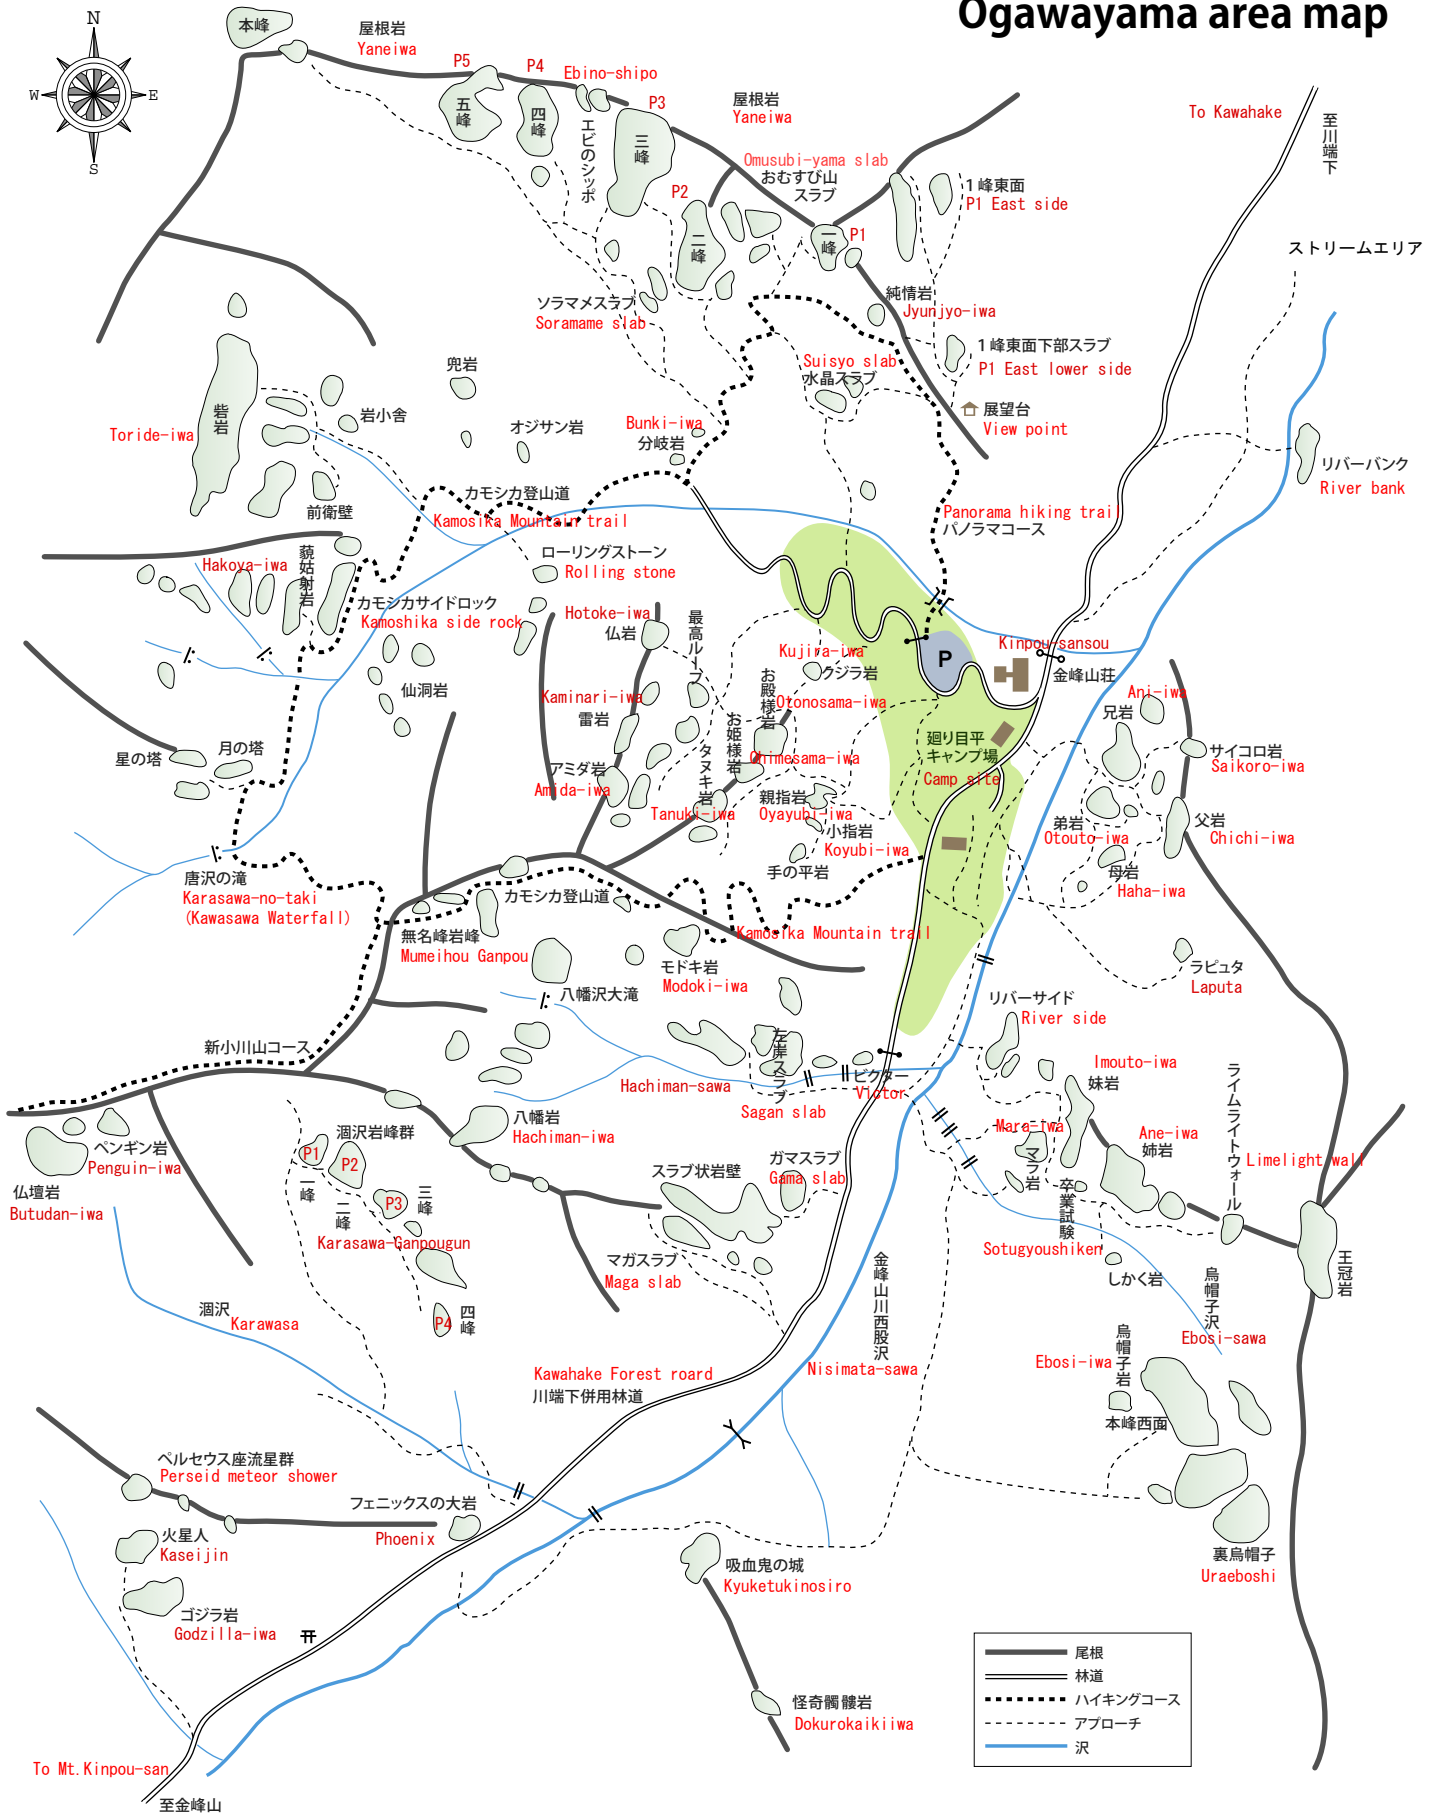 Ogawayama area map
N
W
E
S
本峰
屋根岩
Yaneiwa
P5
五峰
P4
四峰
Ebino-shipo
エビのシッポ
P3
三峰
屋根岩
Yaneiwa
Omusubi-yama slab
おむすび山
スラブ
P2
二峰
一峰
P1
1峰東面
P1 East side
To Kawahake
至川端下
ストリームエリア
純情岩
Jyunjyo-iwa
ソラマメスラブ
Soramame slab
1峰東面下部スラブ
P1 East lower side
Suisyo slab
水晶スラブ
展望台
View point
兜岩
岩小舎
砦岩
Toride-iwa
オジサン岩
Bunki-iwa
分岐岩
リバーバンク
River bank
前衛壁
カモシカ登山道
Kamosika Mountain trail
Panorama hiking trail
パノラマコース
Hakoya-iwa
藐姑射岩
ローリングストーン
Rolling stone
カモシカサイドロック
Kamoshika side rock
Hotoke-iwa
仏岩
最高ルーフ
Kujira-iwa
クジラ岩
P
Kinpou-sansou
金峰山荘
仙洞岩
Kaminari-iwa
雷岩
お殿様岩
Otonosama-iwa
Ani-iwa
兄岩
星の塔
月の塔
お姫様岩
Ohimesama-iwa
廻り目平
キャンプ場
Camp site
サイコロ岩
Saikoro-iwa
アミダ岩
Amida-iwa
タヌキ岩
Tanuki-iwa
親指岩
Oyayubi-iwa
小指岩
Koyubi-iwa
手の平岩
弟岩
Otouto-iwa
父岩
Chichi-iwa
母岩
Haha-iwa
唐沢の滝
Karasawa-no-taki
(Kawasawa Waterfall)
カモシカ登山道
Kamosika Mountain trail
無名峰岩峰
Mumeihou Ganpou
モドキ岩
Modoki-iwa
ラピュタ
Laputa
八幡沢大滝
リバーサイド
River side
新小川山コース
左岸スラブ
Sagan slab
Hachiman-sawa
ビクター
Victor
Imouto-iwa
妹岩
ライムライトウォール
Limelight wall
ペンギン岩
Penguin-iwa
仏壇岩
Butudan-iwa
涸沢岩峰群
P1
一峰
P2
二峰
P3
三峰
Karasawa-Ganpougun
P4
四峰
八幡岩
Hachiman-iwa
Mara-iwa
マラ岩
Ane-iwa
姉岩
スラブ状岩壁
ガマスラブ
Gama slab
卒業試験
Sotugyoushiken
しかく岩
マガスラブ
Maga slab
王冠岩
涸沢
Karawasa
金峰山川西股沢
Nisimata-sawa
烏帽子沢
Ebosi-sawa
Ebosi-iwa
烏帽子岩
本峰西面
Kawahake Forest roard
川端下併用林道
ペルセウス座流星群
Perseid meteor shower
フェニックスの大岩
Phoenix
火星人
Kaseijin
吸血鬼の城
Kyuketukinosiro
裏烏帽子
Uraeboshi
ゴジラ岩
Godzilla-iwa
怪奇髑髏岩
Dokurokaikiiwa
尾根
林道
ハイキングコース
アプローチ
沢
To Mt.Kinpou-san
至金峰山